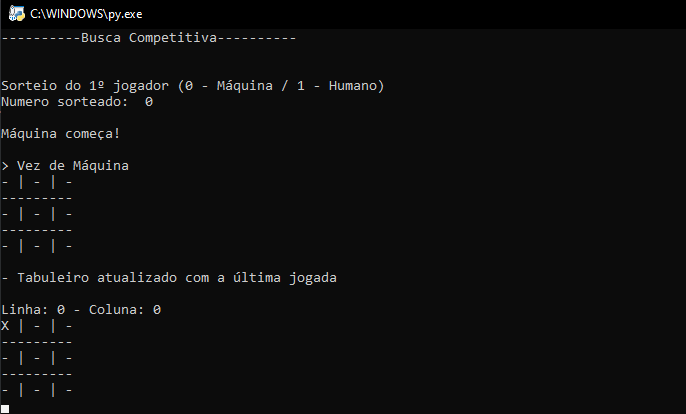 C:\WINDOWS\py.exe
----------Busca Competitiva----------
Sorteio do 1º jogador (0 - Máquina / 1 - Humano)
Numero sorteado:  0
Máquina começa!
> Vez de Máquina
- | - | -
---------
- | - | -
---------
- | - | -
- Tabuleiro atualizado com a última jogada
Linha: 0 - Coluna: 0
X | - | -
---------
- | - | -
---------
- | - | -